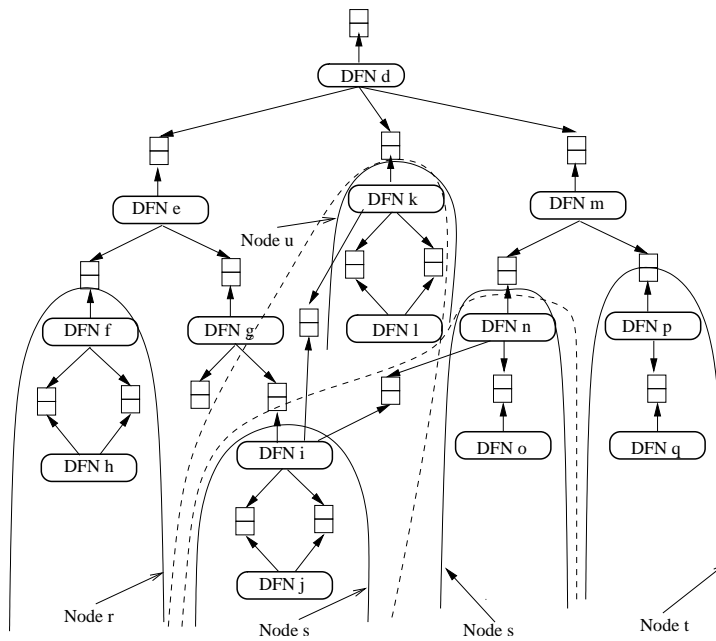 DFN d
DFN e
DFN k
DFN m
Node u
DFN f
DFN g
DFN l
DFN n
DFN p
DFN h
DFN i
DFN o
DFN q
DFN j
Node r
Node s
Node s
Node t